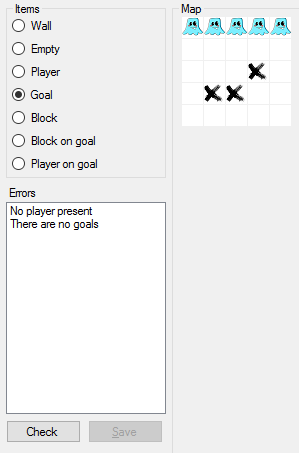 Items
Wall
Empty
Player
Goal
Block
Block on goal
Player on goal
Errors
No player present
There are no goals
Check
Save
Map